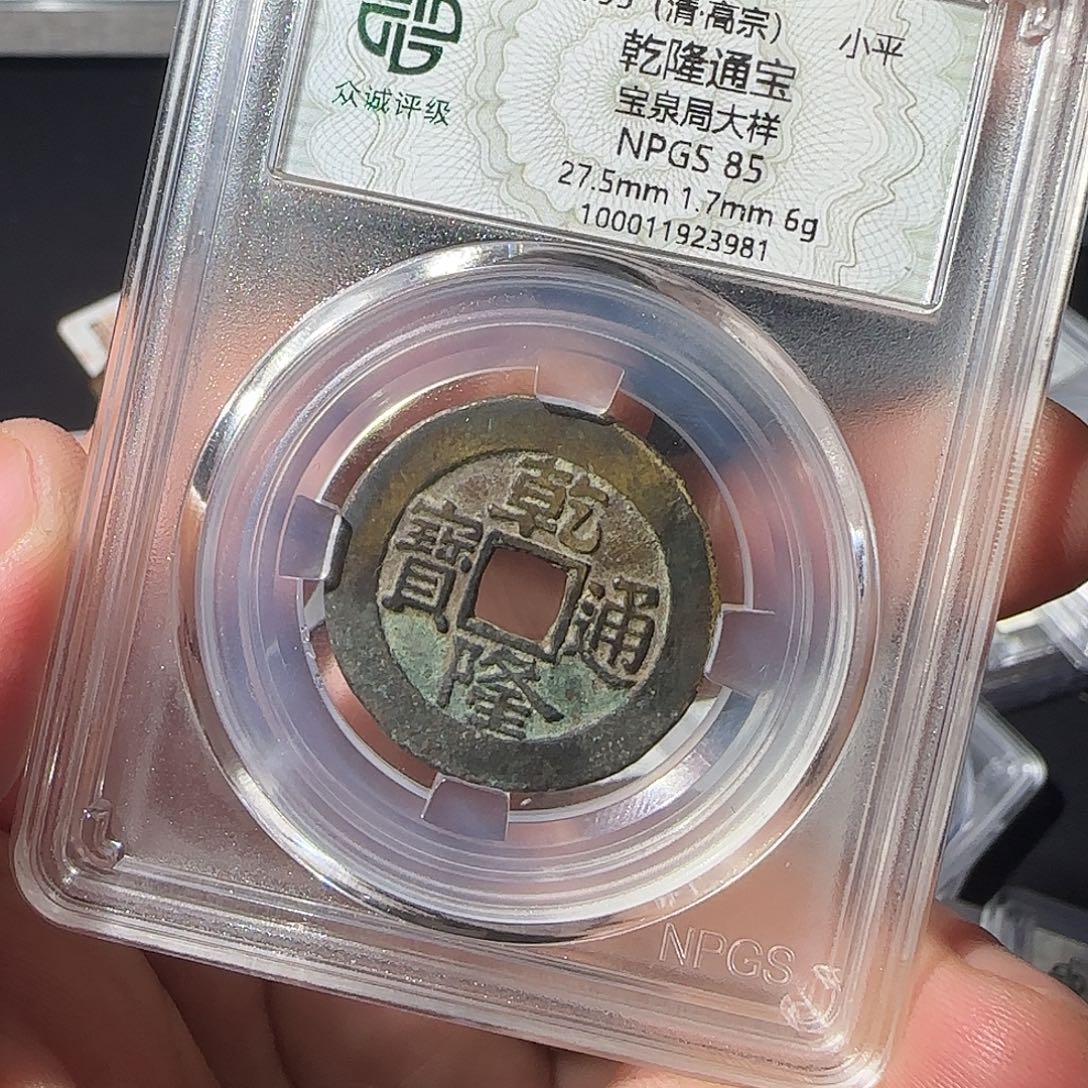 (清·高宗)
小平
乾隆通宝
宝泉局大样
NPGS 85
27.5mm 1.7mm 6g
100011923981
众诚评级
乾隆通寳
NPGS